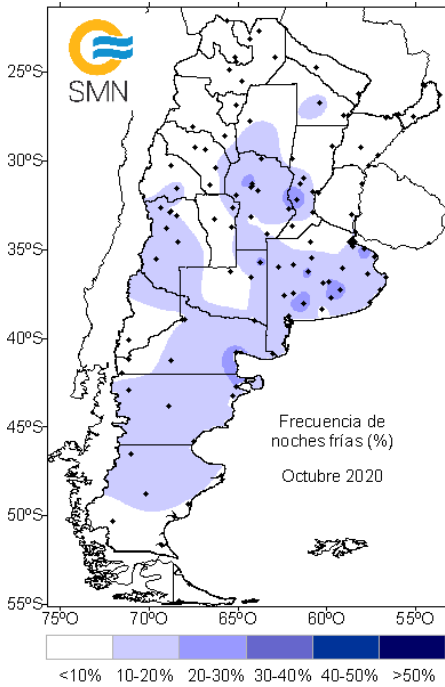 SMN
25ºS
30ºS
35ºS
40ºS
45ºS
50ºS
55ºS
Frecuencia de
noches frías (%)
Octubre 2020
75ºO 70ºO 65ºO 60ºO 55ºO
<10% 10-20% 20-30% 30-40% 40-50% >50%